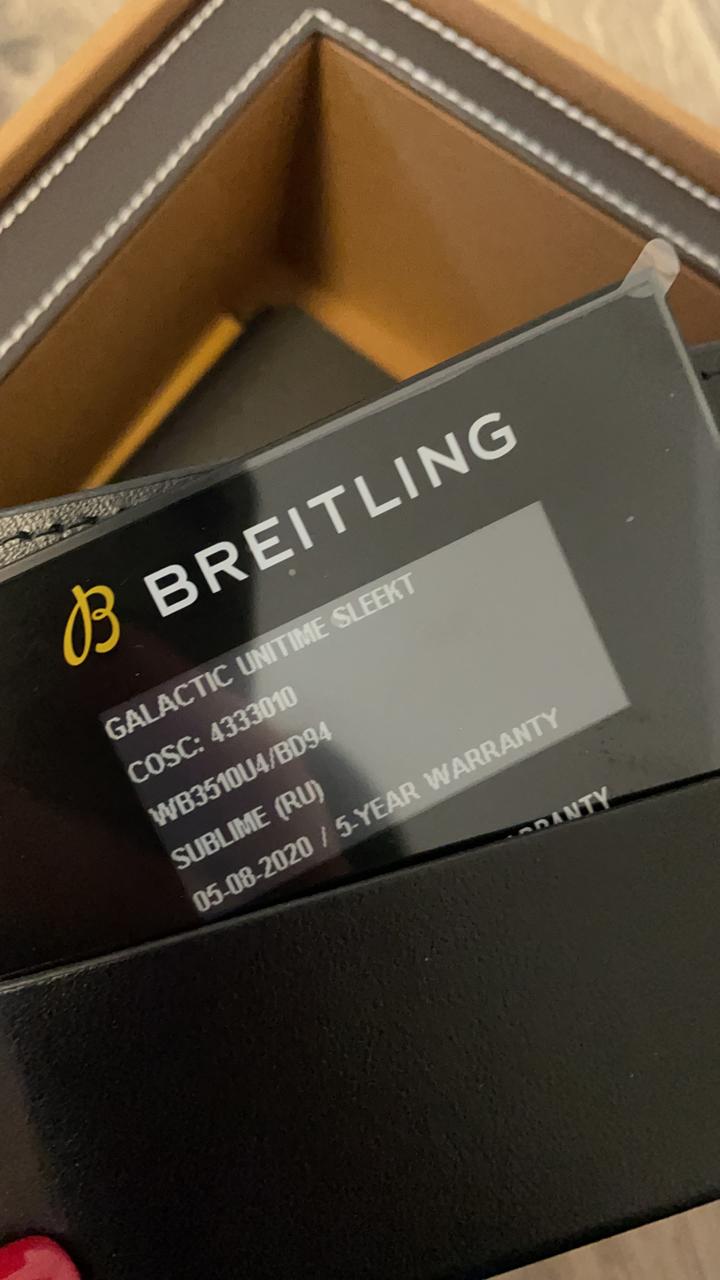 B BREITLING
GALACTIC UNITIME SLEEKT
COSC: 4333010
WB3510U4/BD94
SUBLIME (RU)
05-08-2020 / 5-YEAR WARRANTY